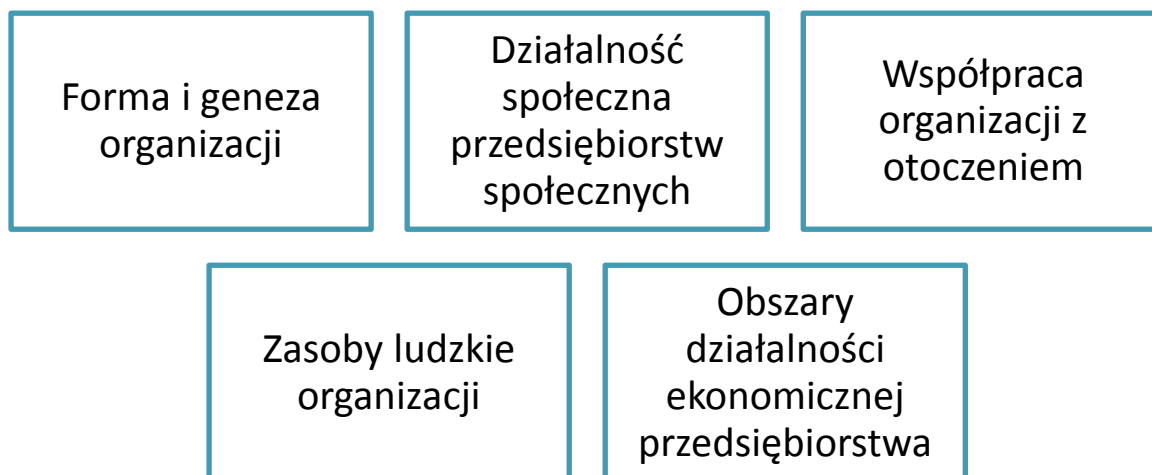 Forma i geneza
organizacji
Działalność
społeczna
przedsiębiorstw
społecznych
Współpraca
organizacji z
otoczeniem
Zasoby ludzkie
organizacji
Obszary
działalności
ekonomicznej
przedsiębiorstwa